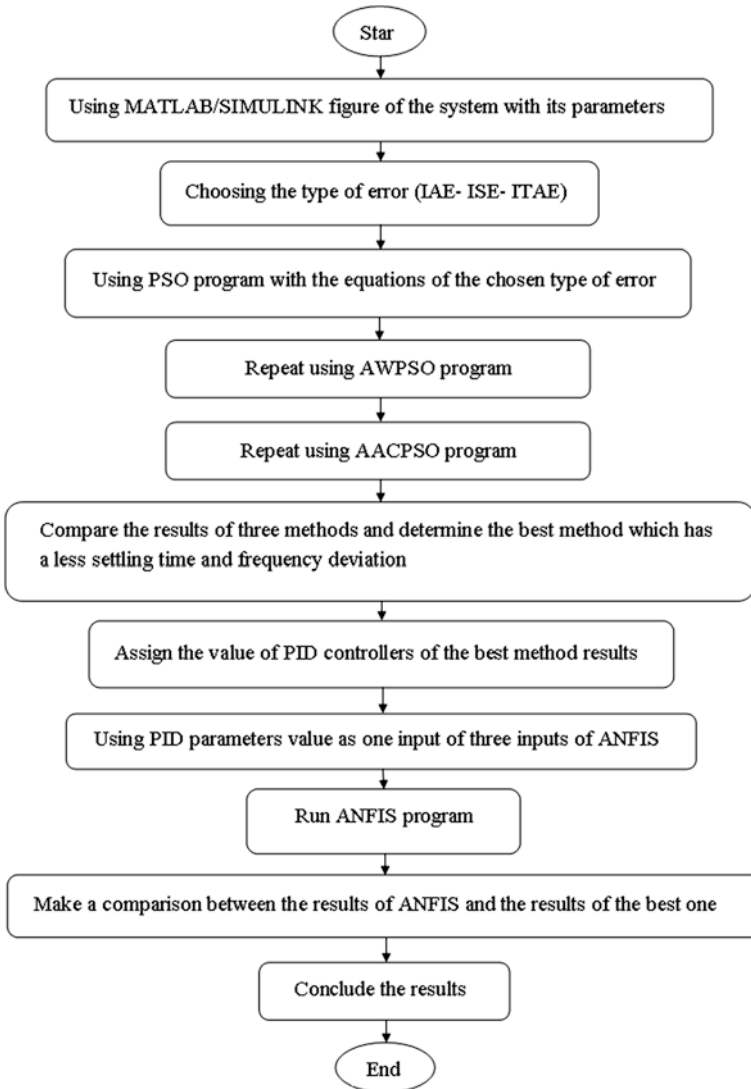 Star
Using MATLAB/SIMULINK figure of the system with its parameters
Choosing the type of error (IAE- ISE- ITAE)
Using PSO program with the equations of the chosen type of error
Repeat using AWPSO program
Repeat using AACPSO program
Compare the results of three methods and determine the best method which has
a less settling time and frequency deviation
Assign the value of PID controllers of the best method results
Using PID parameters value as one input of three inputs of ANFIS
Run ANFIS program
Make a comparison between the results of ANFIS and the results of the best one
Conclude the results
End